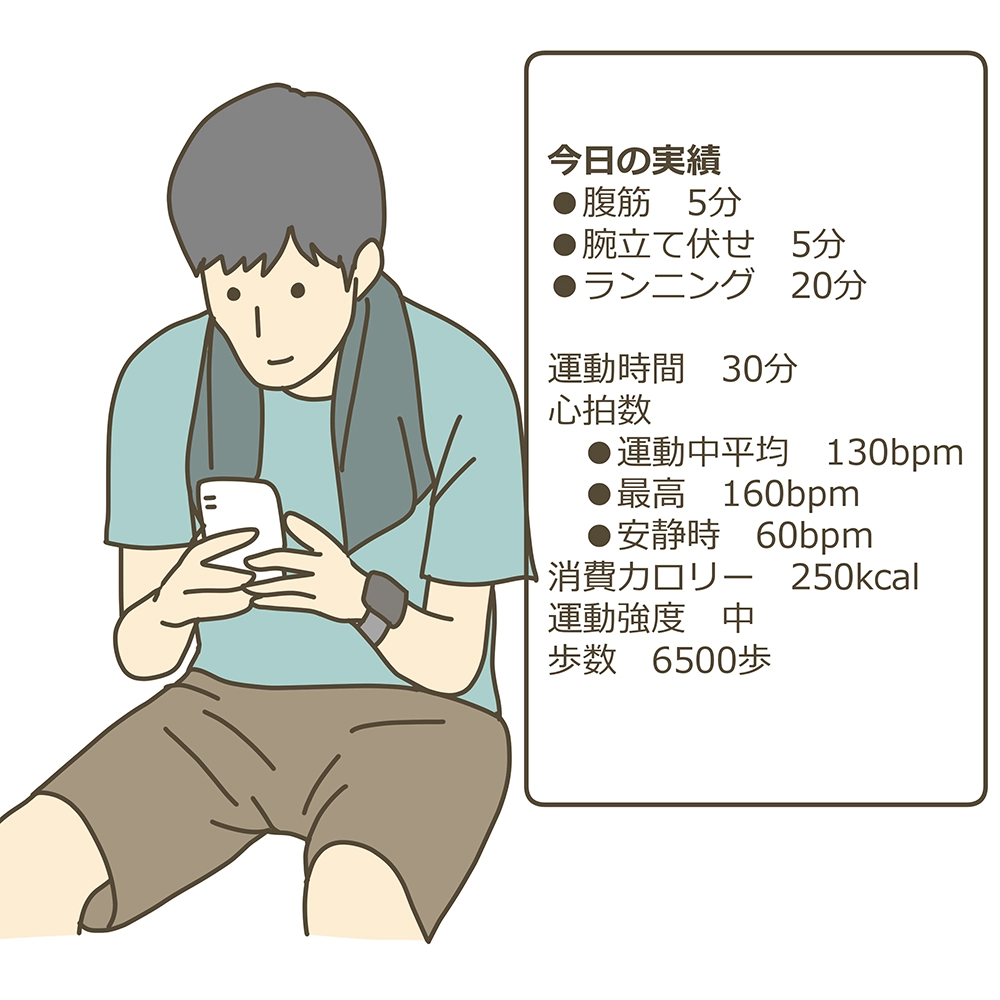 今日の実績
●腹筋　5分
●腕立て伏せ　5分
●ランニング　20分
運動時間　30分
心拍数
●運動中平均　130bpm
●最高　160bpm
●安静時　60bpm
消費カロリー　250kcal
運動強度　中
歩数　6500歩